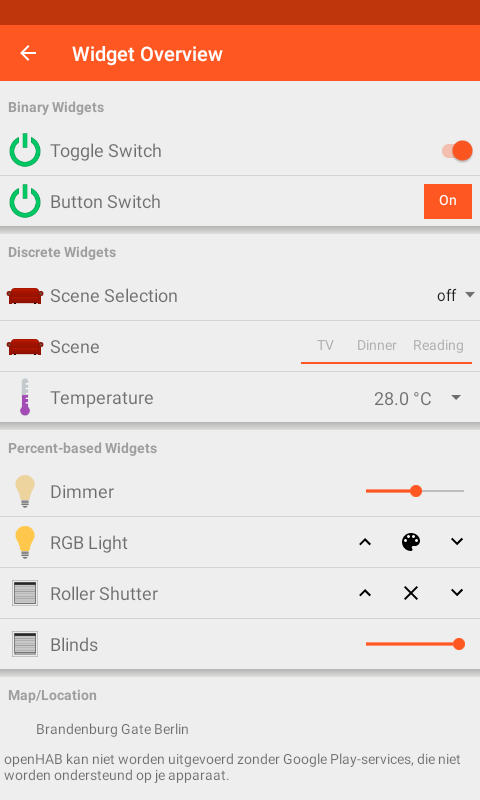 Widget Overview
Binary Widgets
Toggle Switch
Button Switch
On
Discrete Widgets
Scene Selection
off
Scene
TV Dinner Reading
Temperature
28.0 °C
Percent-based Widgets
Dimmer
RGB Light
Roller Shutter
Blinds
Map/Location
Brandenburg Gate Berlin
openHAB kan niet worden uitgevoerd zonder Google Play-services, die niet
worden ondersteund op je apparaat.